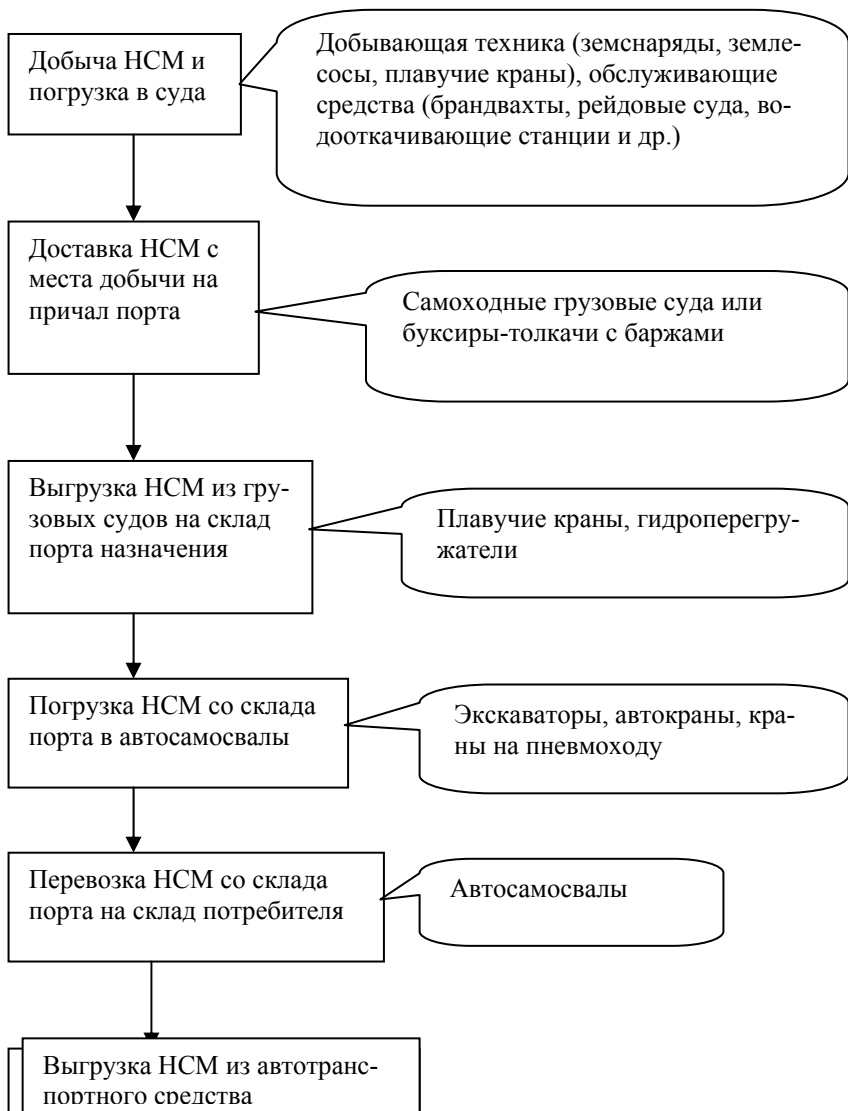 Добыча НСМ и
погрузка в суда
Добывающая техника (земснаряды, земле-
сосы, плавучие краны), обслуживающие
средства (брандвахты, рейдовые суда, во-
дооткачивающие станции и др.)
Доставка НСМ с
места добычи на
причал порта
Самоходные грузовые суда или
буксиры-толкачи с баржами
Выгрузка НСМ из гру-
зовых судов на склад
порта назначения
Плавучие краны, гидроперегру-
жатели
Погрузка НСМ со склада
порта в автосамосвалы
Экскаваторы, автокраны, кра-
ны на пневмоходу
Перевозка НСМ со склада
порта на склад потребителя
Автосамосвалы
Выгрузка НСМ из автотранс-
портного средства